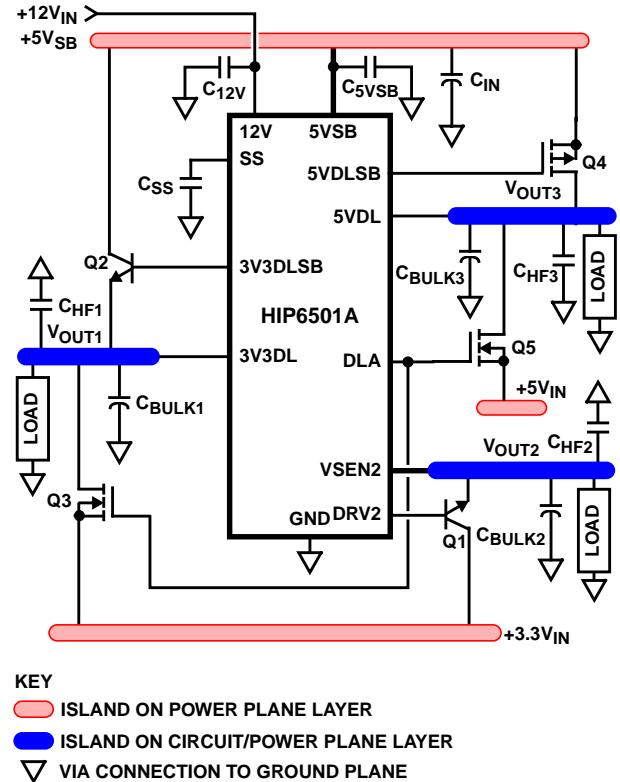 +12VIN
+5VSB
C12V
C5VSB
CIN
12V
5VSB
SS
5VDLSB
Q4
CSS
VOUT3
5VDL
Q2
CBULK3
CHF3
LOAD
3V3DLSB
CHF1
HIP6501A
VOUT1
3V3DL
DLA
Q5
LOAD
CBULK1
+5VIN
VOUT2
CHF2
VSEN2
Q3
GND
DRV2
Q1
CBULK2
LOAD
+3.3VIN
KEY
ISLAND ON POWER PLANE LAYER
ISLAND ON CIRCUIT/POWER PLANE LAYER
VIA CONNECTION TO GROUND PLANE